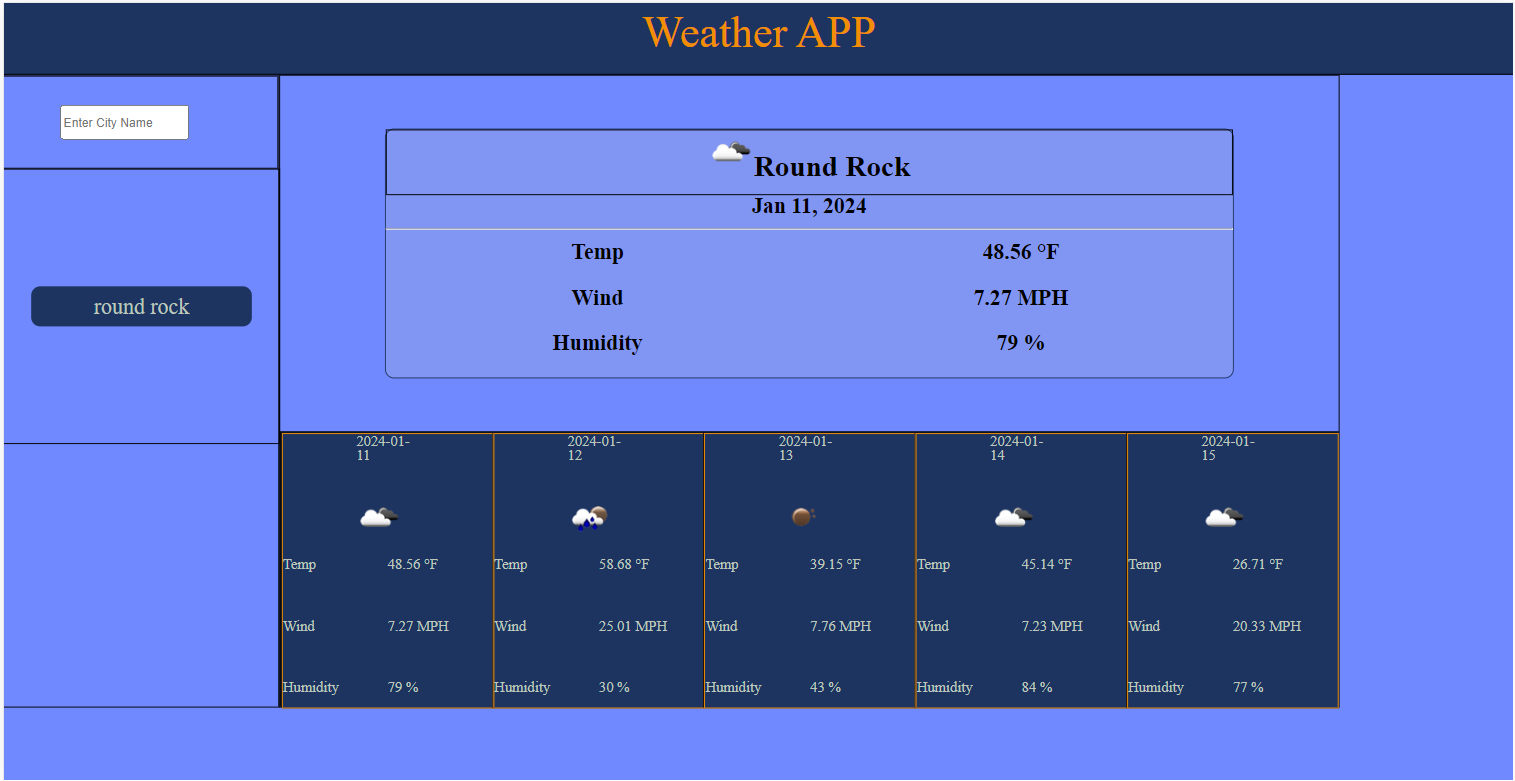 Weather APP
Enter City Name
round rock
Round Rock
Jan 11, 2024
Temp 48.56 °F
Wind 7.27 MPH
Humidity 79 %
2024-01-
11
Temp 48.56 °F
Wind 7.27 MPH
Humidity 79 %
2024-01-
12
Temp 58.68 °F
Wind 25.01 MPH
Humidity 30 %
2024-01-
13
Temp 39.15 °F
Wind 7.76 MPH
Humidity 43 %
2024-01-
14
Temp 45.14 °F
Wind 7.23 MPH
Humidity 84 %
2024-01-
15
Temp 26.71 °F
Wind 20.33 MPH
Humidity 77 %